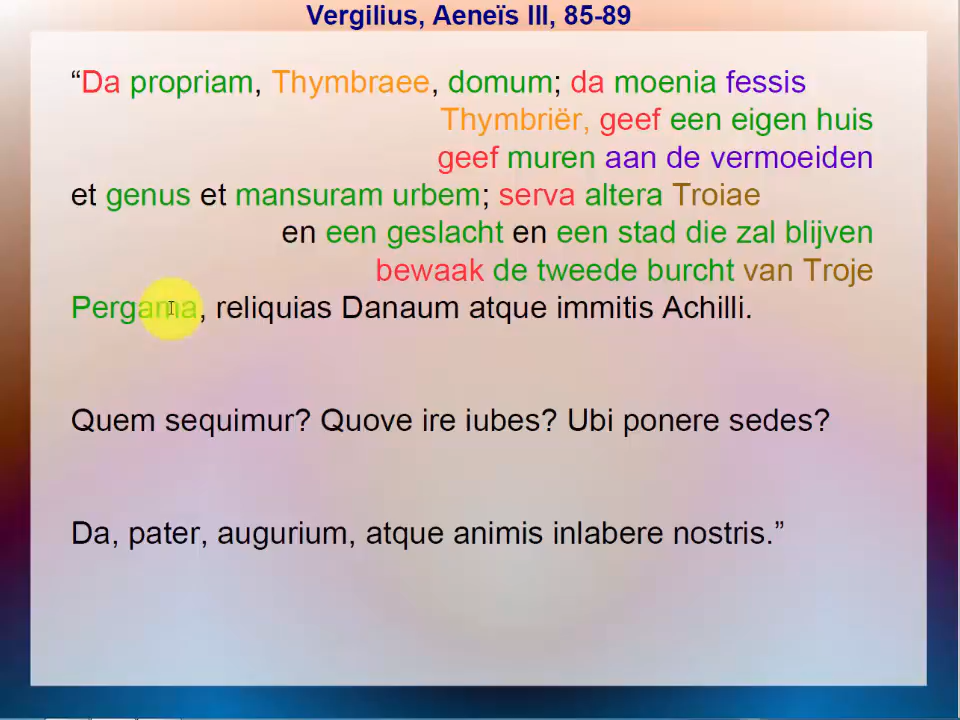 Vergilius, Aeneïs III, 85-89
“Da propriam, Thymbraee, domum; da moenia fessis
Thymbriër, geef een eigen huis
geef muren aan de vermoeiden
et genus et mansuram urbem; serva altera Troiae
en een geslacht en een stad die zal blijven
bewaak de tweede burcht van Troje
Pergama, reliquias Danaum atque immitis Achilli.
Quem sequimur? Quove ire iubes? Ubi ponere sedes?
Da, pater, augurium, atque animis inlabere nostris.”